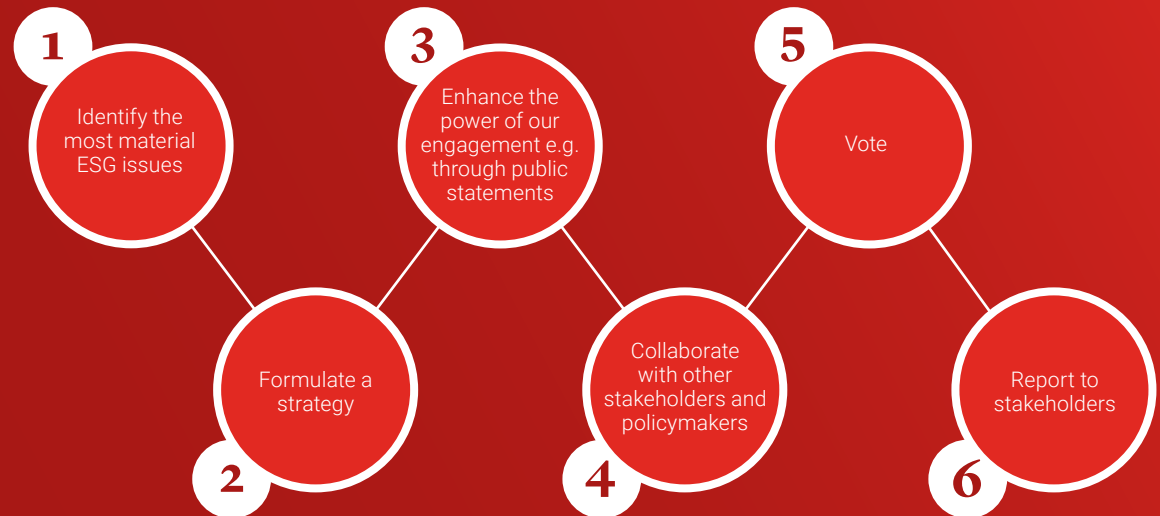 1
Identify the
most material
ESG issues
2
Formulate a
strategy
3
Enhance the
power of our
engagement e.g.
through public
statements
4
Collaborate
with other
stakeholders and
policymakers
5
Vote
6
Report to
stakeholders